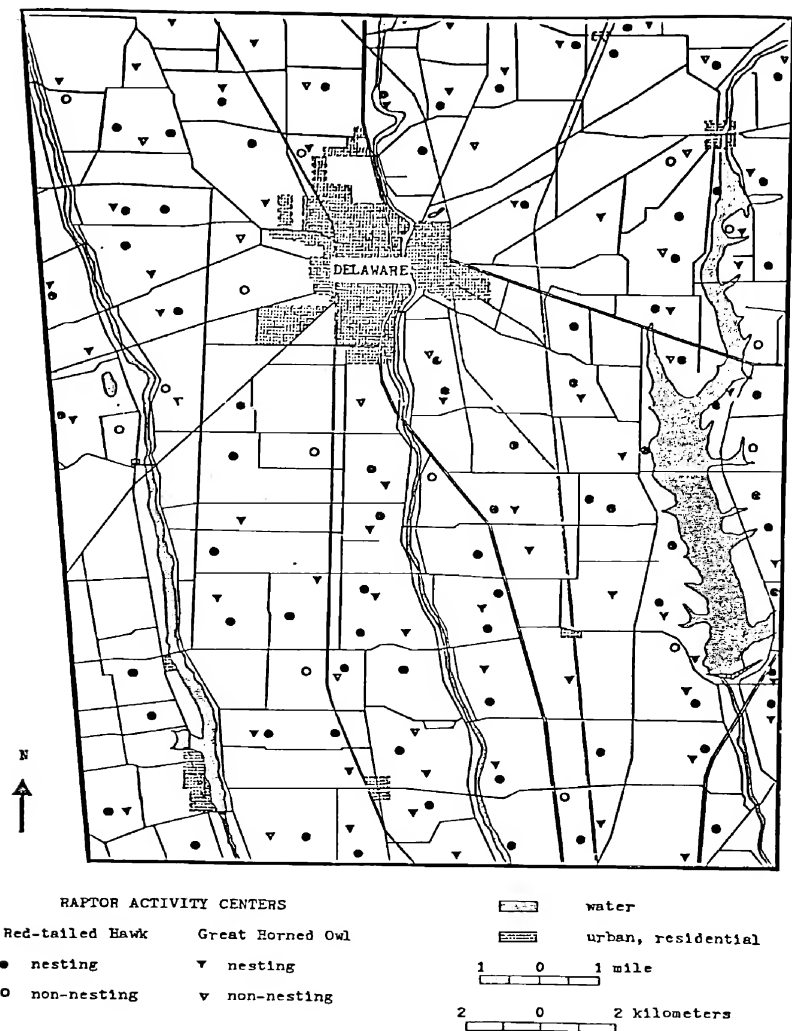 DELAWARE
N
RAPTOR ACTIVITY CENTERS
Red-tailed Hawk Great Horned Owl
nesting nesting
non-nesting non-nesting
water
urban, residential
1 0 1 mile
2 0 2 kilometers